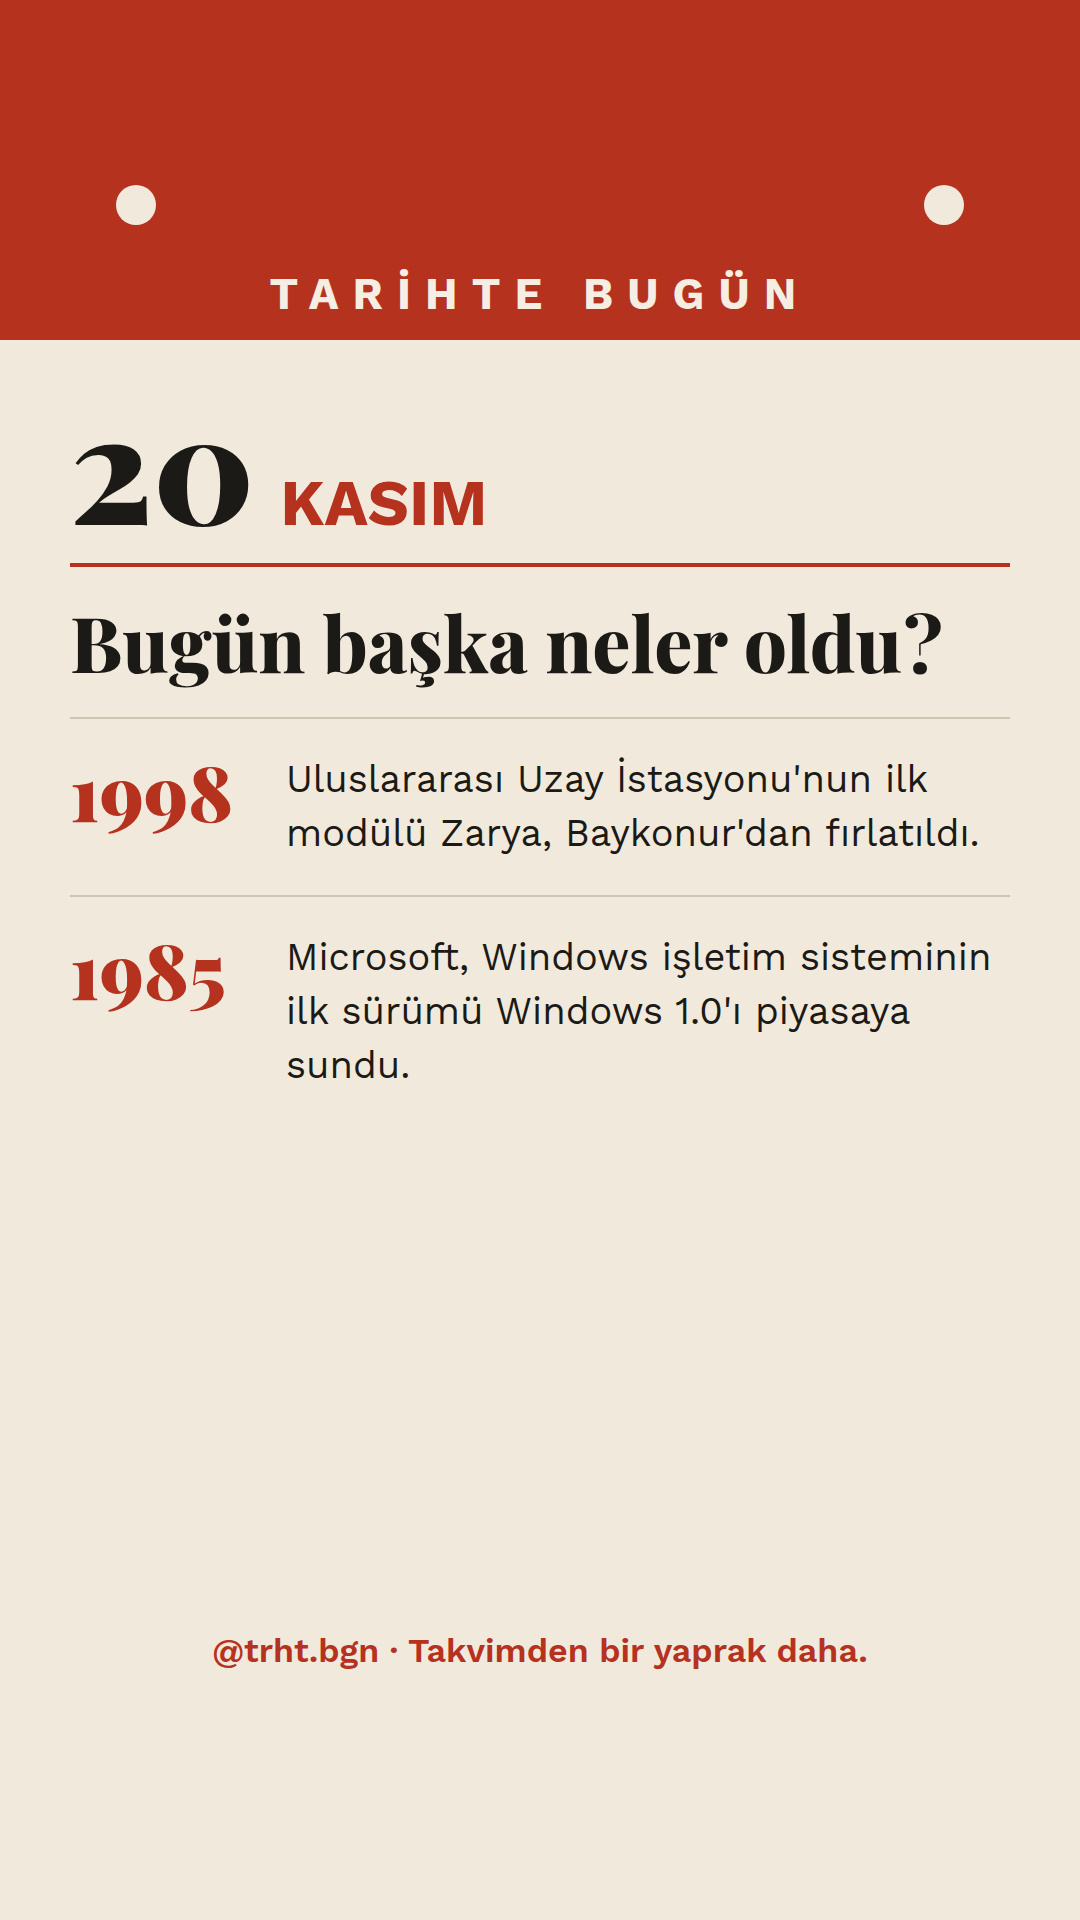 TARİHTE BUGÜN
20 KASIM
Bugün başka neler oldu?
1998
Uluslararası Uzay İstasyonu'nun ilk
modülü Zarya, Baykonur'dan fırlatıldı.
1985
Microsoft, Windows işletim sisteminin
ilk sürümü Windows 1.0'ı piyasaya
sundu.
@trht.bgn · Takvimden bir yaprak daha.